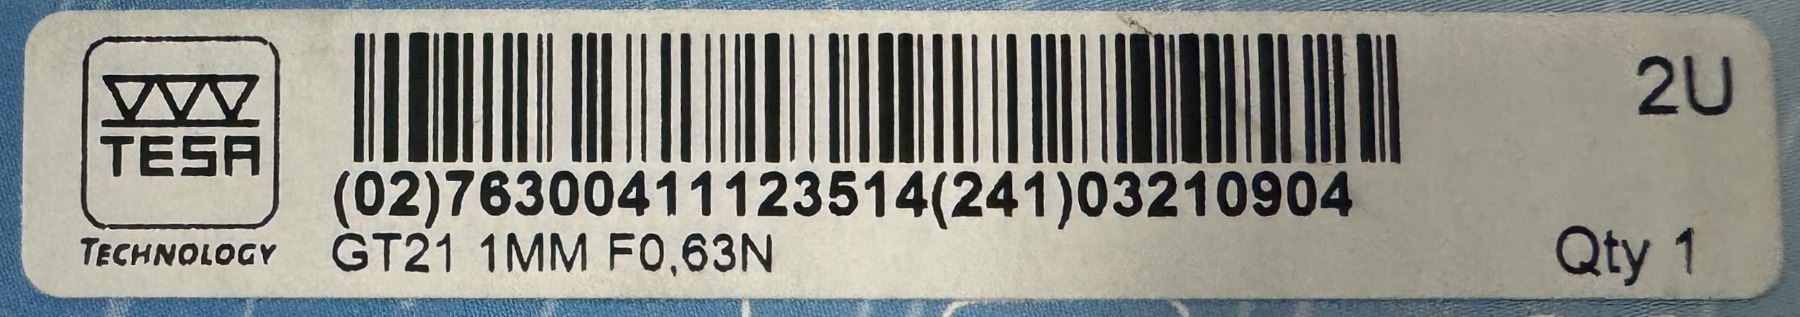 TESA
TECHNOLOGY
(02)76300411123514(241)03210904
GT21 1MM F0,63N
2U
Qty 1